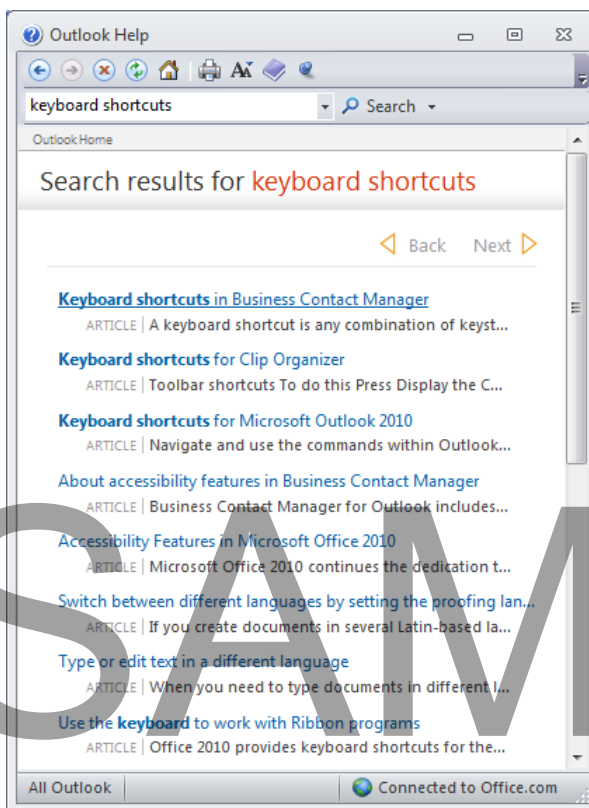 Outlook Help
keyboard shortcuts
Search
Outlook Home
Search results for keyboard shortcuts
Back Next
Keyboard shortcuts in Business Contact Manager
ARTICLE | A keyboard shortcut is any combination of keyst...
Keyboard shortcuts for Clip Organizer
ARTICLE | Toolbar shortcuts To do this Press Display the C...
Keyboard shortcuts for Microsoft Outlook 2010
ARTICLE | Navigate and use the commands within Outlook...
About accessibility features in Business Contact Manager
ARTICLE | Business Contact Manager for Outlook includes...
Accessibility Features in Microsoft Office 2010
ARTICLE | Microsoft Office 2010 continues the dedication t...
Switch between different languages by setting the proofing lan...
ARTICLE | If you create documents in several Latin-based la...
Type or edit text in a different language
ARTICLE | When you need to type documents in different l...
Use the keyboard to work with Ribbon programs
ARTICLE | Office 2010 provides keyboard shortcuts for the...
SAM
All Outlook Connected to Office.com